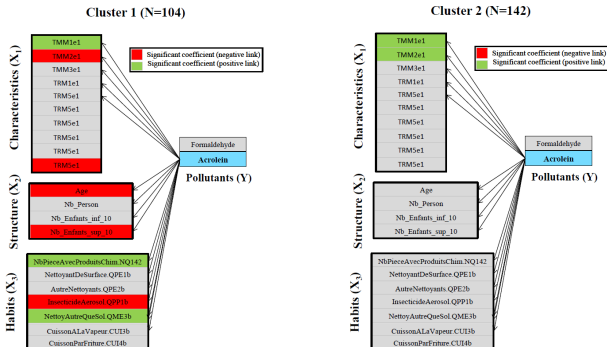 Cluster 1 (N=104)
Characteristics (X1)
TMM1e1
TMM2e1
TMM3e1
TRM1e1
TRM5e1
TRM5e1
TRM5e1
TRM5e1
TRM5e1
Significant coefficient (negative link)
Significant coefficient (positive link)
Formaldehyde
Acrolein
Pollutants (Y)
Structure (X2)
Age
Nb_Person
Nb_Enfants_inf_10
Nb_Enfants_sup_10
Habits (X3)
NbPieceAvecProduitsChim.NQ142
NettoyantDeSurface.QPE1b
AutreNettoyants.QPE2b
InsecticideAerosol.QPP1b
NettoyAutreQueSol.QME3b
CuissonALaVapeur.CUI3b
CuissonParFriture.CUI4b
Cluster 2 (N=142)
Characteristics (X1)
TMM1e1
TMM2e1
TMM3e1
TRM1e1
TRM5e1
TRM5e1
TRM5e1
TRM5e1
TRM5e1
Significant coefficient (negative link)
Significant coefficient (positive link)
Formaldehyde
Acrolein
Pollutants (Y)
Structure (X2)
Age
Nb_Person
Nb_Enfants_inf_10
Nb_Enfants_sup_10
Habits (X3)
NbPieceAvecProduitsChim.NQ142
NettoyantDeSurface.QPE1b
AutreNettoyants.QPE2b
InsecticideAerosol.QPP1b
NettoyAutreQueSol.QME3b
CuissonALaVapeur.CUI3b
CuissonParFriture.CUI4b